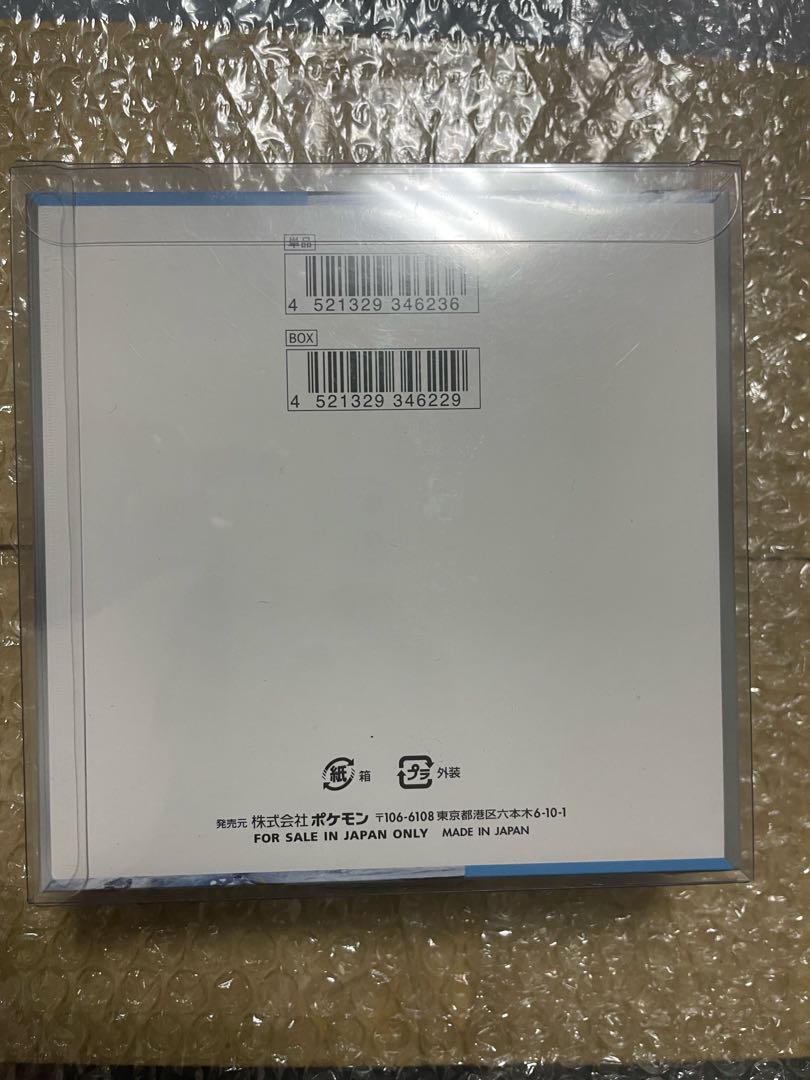 単品
4 521329 346236
BOX
4 521329 346229
紙 箱 プラ 外装
発売元 株式会社ポケモン 〒106-6108 東京都港区六本木6-10-1
FOR SALE IN JAPAN ONLY MADE IN JAPAN